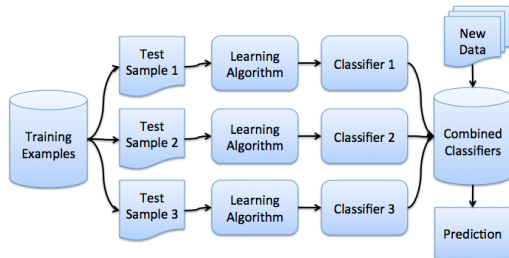 Training
Examples
Test
Sample 1
Learning
Algorithm
Classifier 1
Test
Sample 2
Learning
Algorithm
Classifier 2
Test
Sample 3
Learning
Algorithm
Classifier 3
New
Data
Combined
Classifiers
Prediction